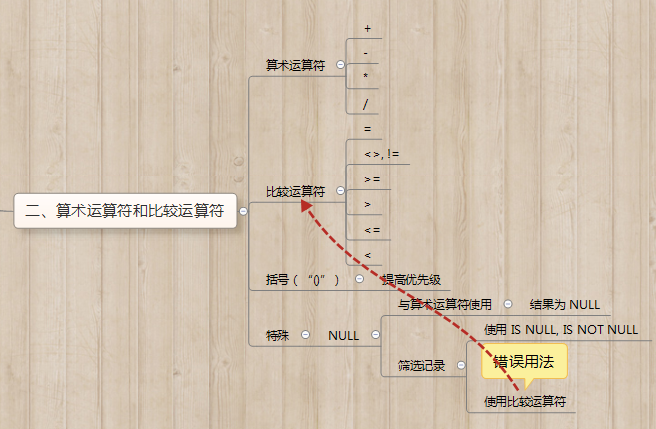 二、算术运算符和比较运算符
算术运算符
+
-
*
/
比较运算符
=
<>, !=
>=
>
<=
<
括号（“()”）
提高优先级
特殊
NULL
与算术运算符使用
结果为 NULL
筛选记录
使用 IS NULL, IS NOT NULL
错误用法
使用比较运算符